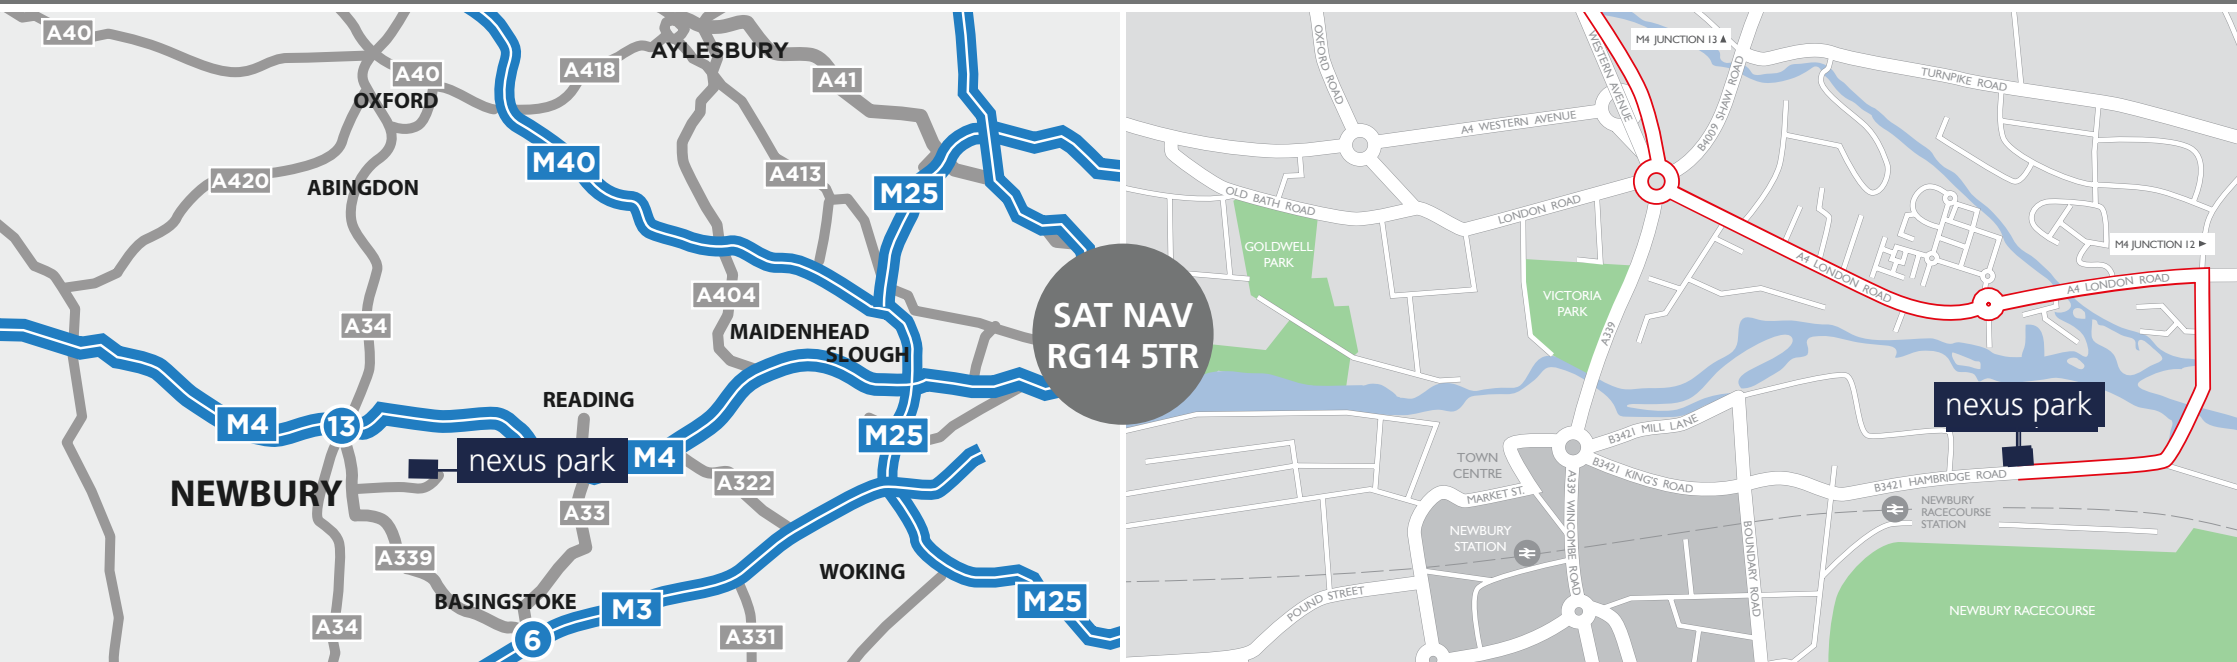 A40
AYLESBURY
A40
A418
A41
OXFORD
M40
A413
A420
ABINGDON
M25
A404
A34
MAIDENHEAD
SLOUGH
READING
M4
13
nexus park
M4
M25
NEWBURY
A322
A33
A339
WOKING
BASINGSTOKE
M3
M25
A34
6
A331
SAT NAV
RG14 5TR
OXFORD ROAD
WESTERN AVENUE
M4 JUNCTION 13
B4009 SHAW ROAD
TURNPIKE ROAD
A4 WESTERN AVENUE
OLD BATH ROAD
LONDON ROAD
GOLDWELL
PARK
VICTORIA
PARK
A339
A4 LONDON ROAD
M4 JUNCTION 12
A4 LONDON ROAD
nexus park
B3421 MILL LANE
TOWN
CENTRE
B3421 KING'S ROAD
MARKET ST.
A339 WINCOMBE ROAD
B3421 HAMBRIDGE ROAD
NEWBURY
RACECOURSE
STATION
NEWBURY
STATION
BOUNDARY ROAD
POUND STREET
NEWBURY RACECOURSE